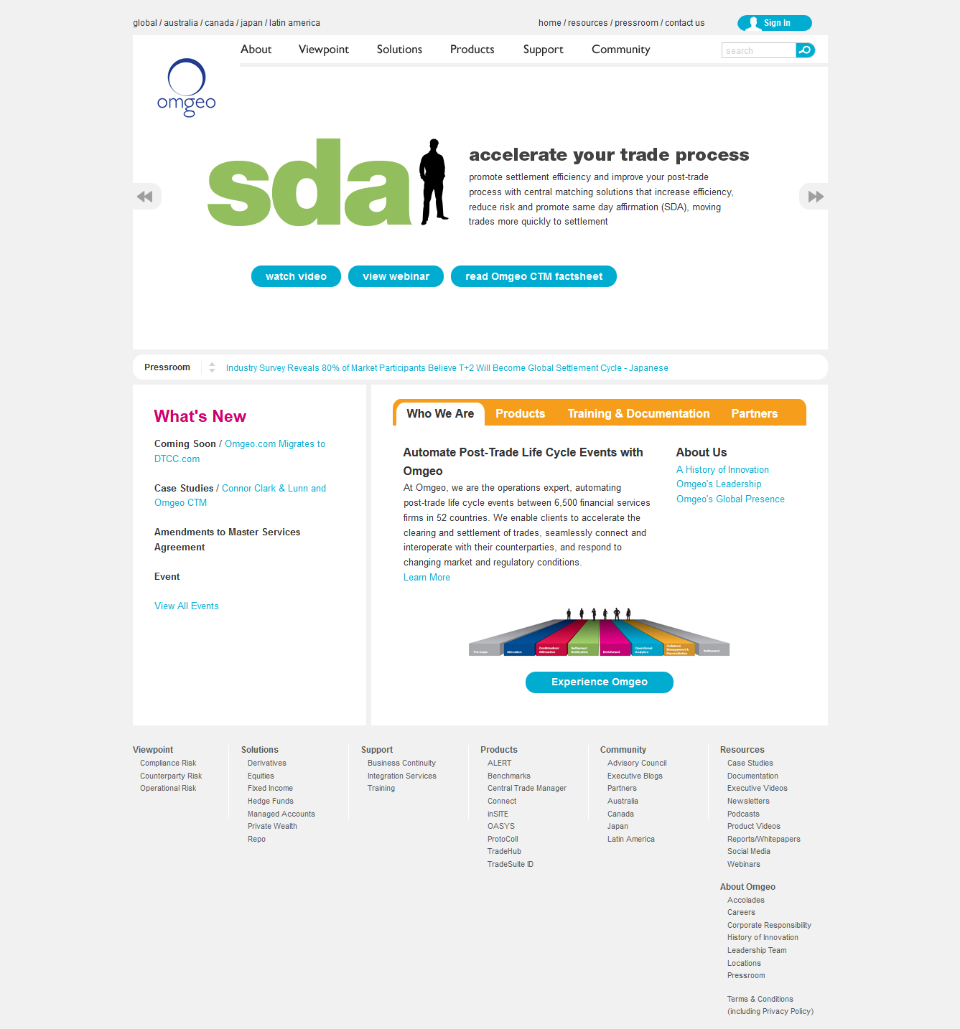 global / australia / canada / japan / latin america
home / resources / pressroom / contact us
Sign In
About Viewpoint Solutions Products Support Community
search
omgeo
sda
accelerate your trade process
promote settlement efficiency and improve your post-trade
process with central matching solutions that increase efficiency,
reduce risk and promote same day affirmation (SDA), moving
trades more quickly to settlement
watch video view webinar read Omgeo CTM factsheet
Pressroom
Industry Survey Reveals 80% of Market Participants Believe T+2 Will Become Global Settlement Cycle - Japanese
What's New
Coming Soon / Omgeo.com Migrates to
DTCC.com
Case Studies / Connor Clark & Lunn and
Omgeo CTM
Amendments to Master Services
Agreement
Event
View All Events
Who We Are Products Training & Documentation Partners
Automate Post-Trade Life Cycle Events with
Omgeo
At Omgeo, we are the operations expert, automating
post-trade life cycle events between 6,500 financial services
firms in 52 countries. We enable clients to accelerate the
clearing and settlement of trades, seamlessly connect and
interoperate with their counterparties, and respond to
changing market and regulatory conditions.
Learn More
About Us
A History of Innovation
Omgeo's Leadership
Omgeo's Global Presence
Experience Omgeo
Viewpoint
Compliance Risk
Counterparty Risk
Operational Risk
Solutions
Derivatives
Equities
Fixed Income
Hedge Funds
Managed Accounts
Private Wealth
Repo
Support
Business Continuity
Integration Services
Training
Products
ALERT
Benchmarks
Central Trade Manager
Connect
inSITE
OASYS
ProtoColl
TradeHub
TradeSuite ID
Community
Advisory Council
Executive Blogs
Partners
Australia
Canada
Japan
Latin America
Resources
Case Studies
Documentation
Executive Videos
Newsletters
Podcasts
Product Videos
Reports/Whitepapers
Social Media
Webinars
About Omgeo
Accolades
Careers
Corporate Responsibility
History of Innovation
Leadership Team
Locations
Pressroom
Terms & Conditions
(including Privacy Policy)